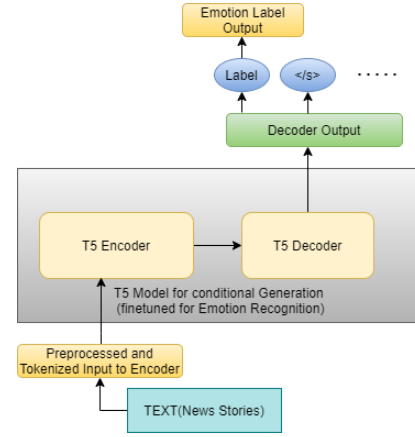 Emotion Label
Output
Label
</s>
.....
Decoder Output
T5 Encoder
T5 Decoder
T5 Model for conditional Generation
(finetuned for Emotion Recognition)
Preprocessed and
Tokenized Input to Encoder
TEXT(News Stories)